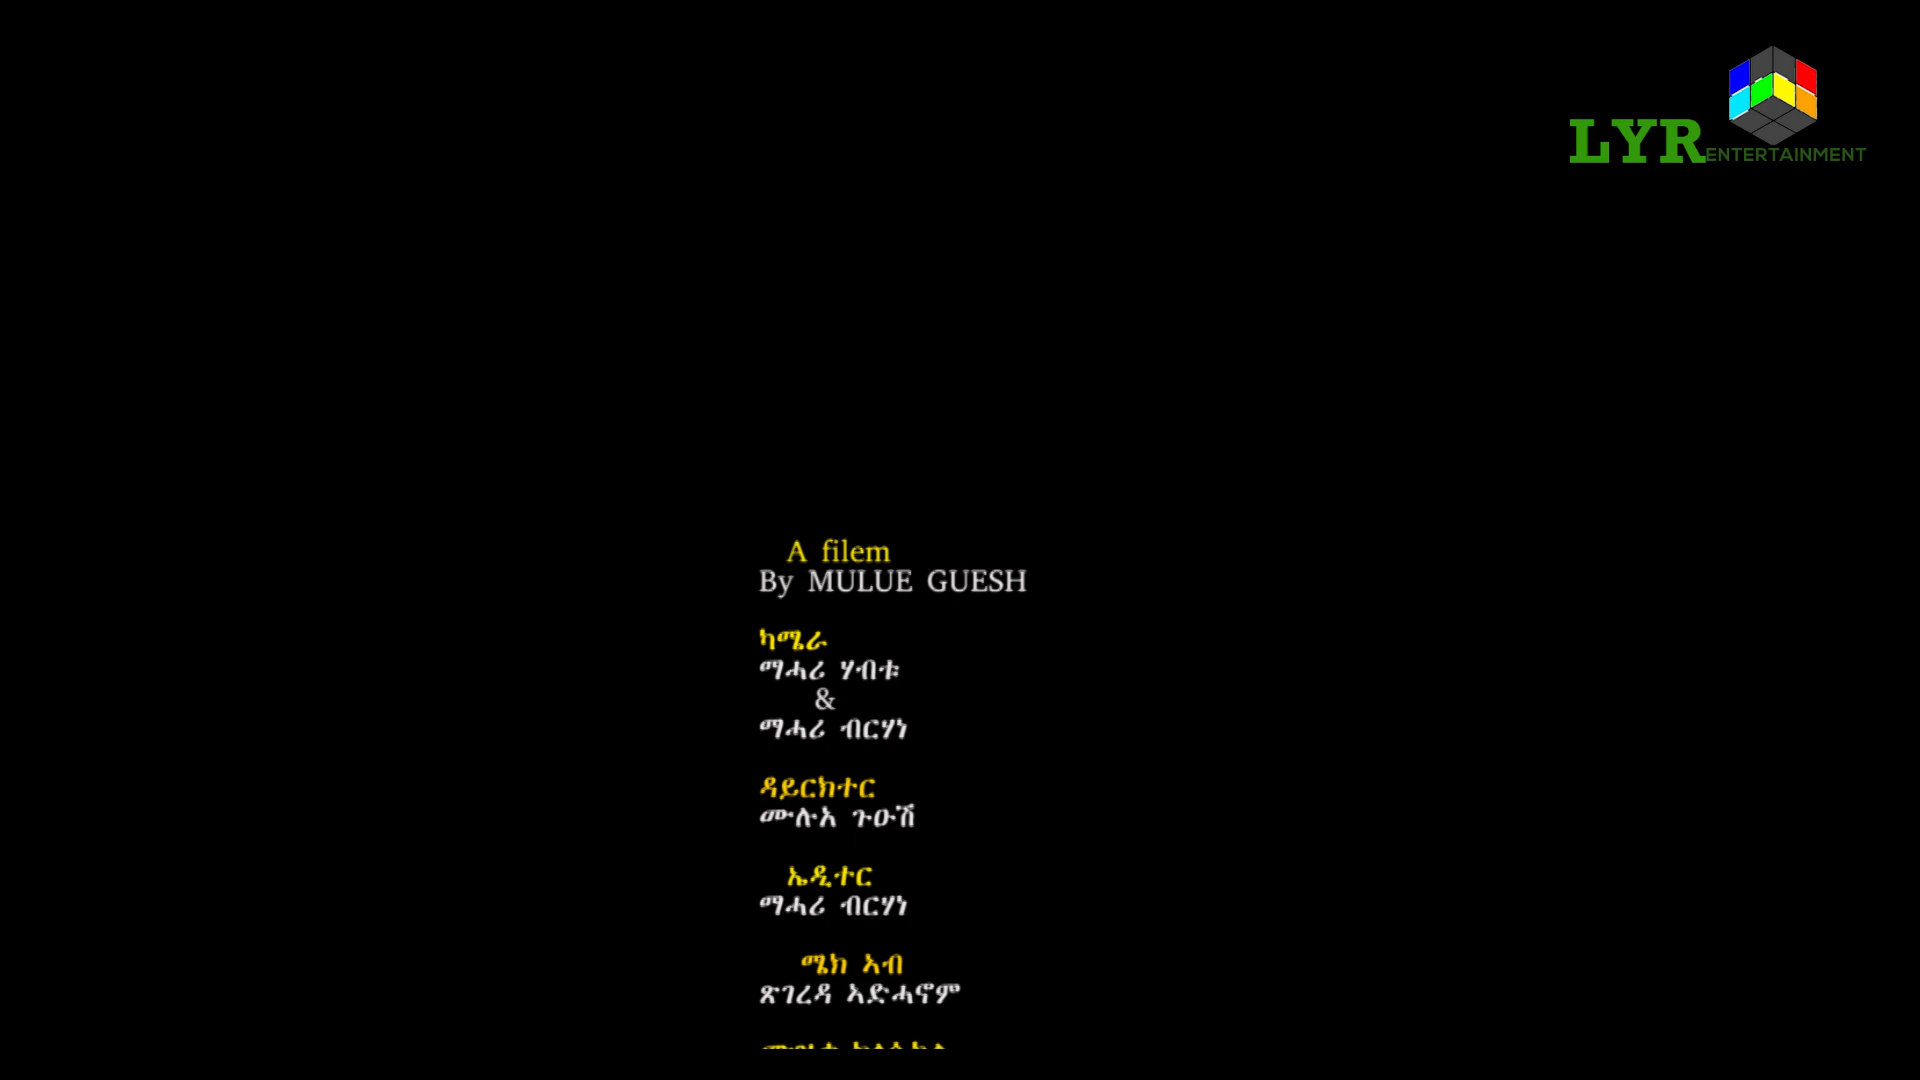 LYR ENTERTAINMENT
A filem
By MULUE GUESH
ካሜራ
ማሓሪ ሃብቱ
&
ማሓሪ ብርሃነ
ዳይርክተር
ሙሉአ ጉዑሽ
ኤዲተር
ማሓሪ ብርሃነ
ሜክ ኣብ
ጽገረዳ ኣድሓኖም